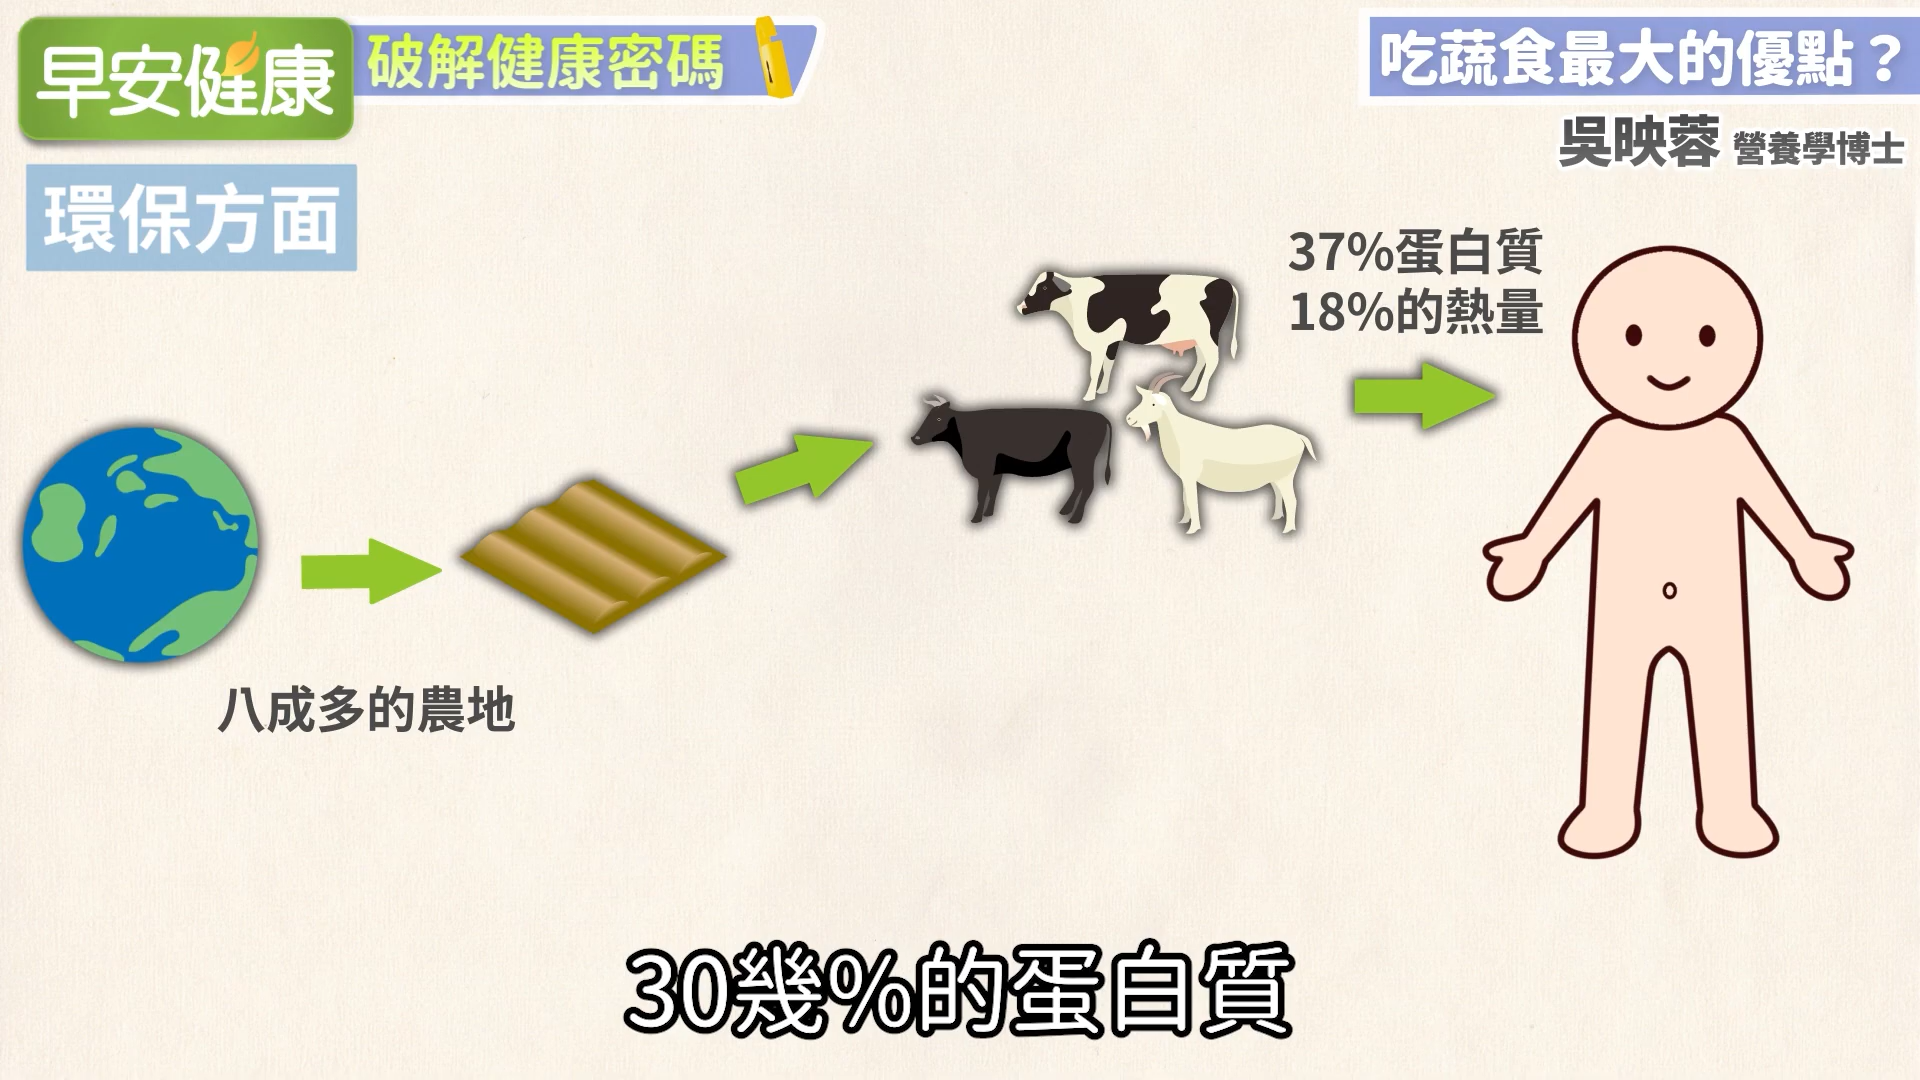 早安健康
破解健康密碼
吃蔬食最大的優點？
吳映蓉 營養學博士
環保方面
37%蛋白質
18%的熱量
八成多的農地
30幾%的蛋白質